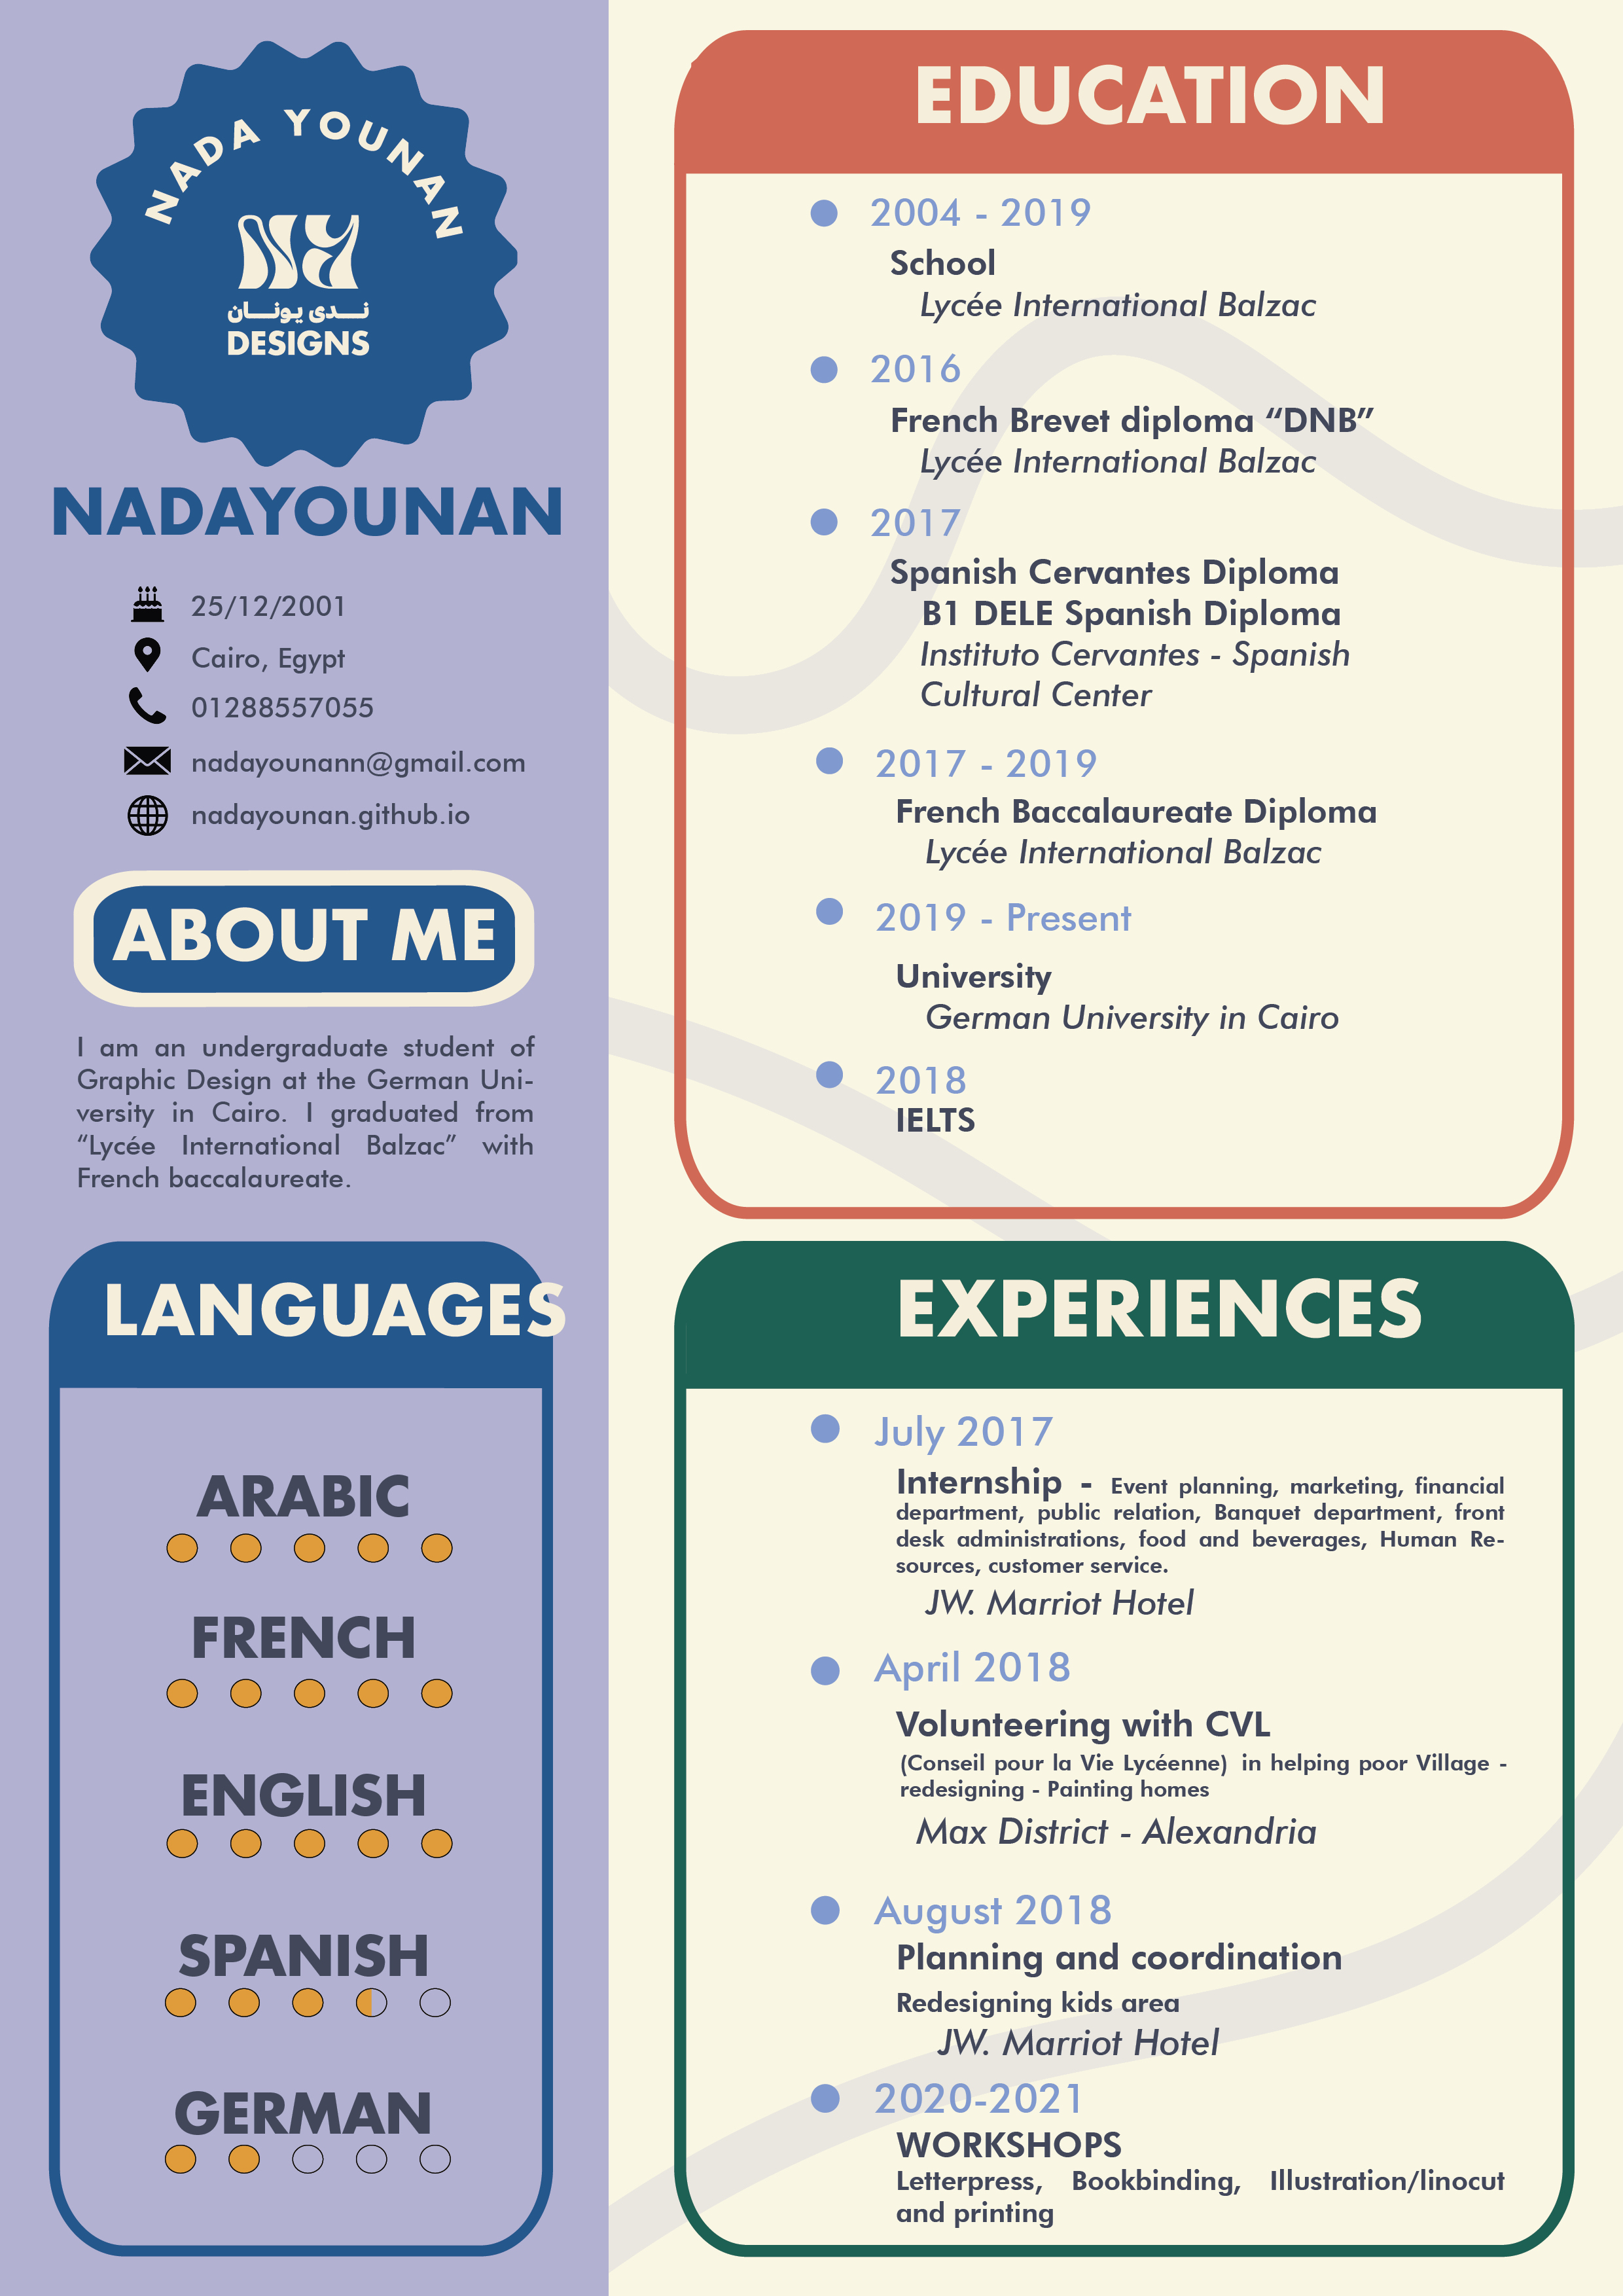 NADA YOUNAN
NY
ندى يونان
DESIGNS
NADAYOUNAN
25/12/2001
Cairo, Egypt
01288557055
nadayounann@gmail.com
nadayounan.github.io
ABOUT ME
I am an undergraduate student of
Graphic Design at the German Uni-
versity in Cairo. I graduated from
“Lycée International Balzac” with
French baccalaureate.
LANGUAGES
ARABIC
FRENCH
ENGLISH
SPANISH
GERMAN
EDUCATION
2004 - 2019
School
Lycée International Balzac
2016
French Brevet diploma “DNB”
Lycée International Balzac
2017
Spanish Cervantes Diploma
B1 DELE Spanish Diploma
Instituto Cervantes - Spanish
Cultural Center
2017 - 2019
French Baccalaureate Diploma
Lycée International Balzac
2019 - Present
University
German University in Cairo
2018
IELTS
EXPERIENCES
July 2017
Internship - Event planning, marketing, financial
department, public relation, Banquet department, front
desk administrations, food and beverages, Human Re-
sources, customer service.
JW. Marriot Hotel
April 2018
Volunteering with CVL
(Conseil pour la Vie Lycéenne) in helping poor Village -
redesigning - Painting homes
Max District - Alexandria
August 2018
Planning and coordination
Redesigning kids area
JW. Marriot Hotel
2020-2021
WORKSHOPS
Letterpress, Bookbinding, Illustration/linocut
and printing